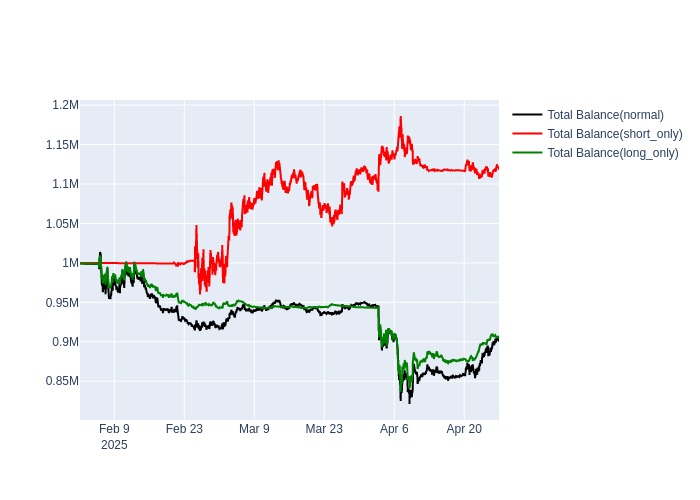 1.2M
1.15M
1.1M
1.05M
1M
0.95M
0.9M
0.85M
Feb 9 Feb 23 Mar 9 Mar 23 Apr 6 Apr 20
2025
Total Balance(normal)
Total Balance(short_only)
Total Balance(long_only)